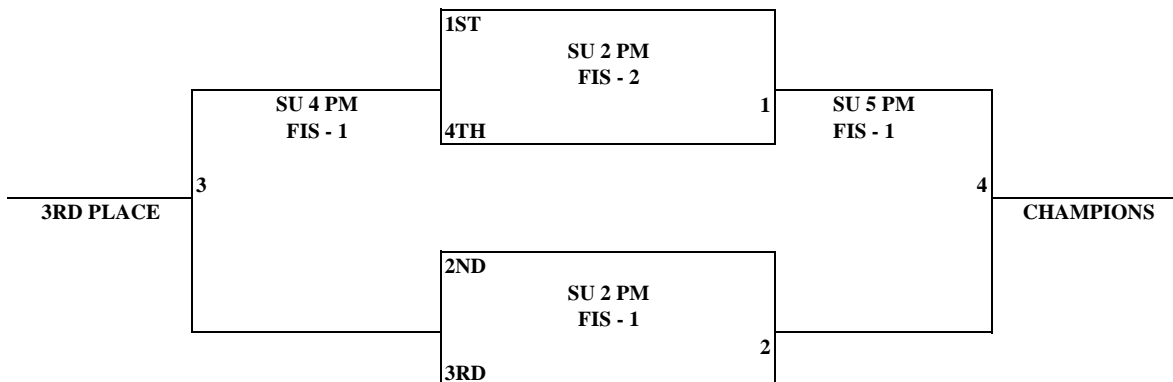 1ST
SU 2 PM
FIS - 2
SU 4 PM
FIS - 1
1
SU 5 PM
FIS - 1
4TH
3
4
3RD PLACE
CHAMPIONS
2ND
SU 2 PM
FIS - 1
2
3RD